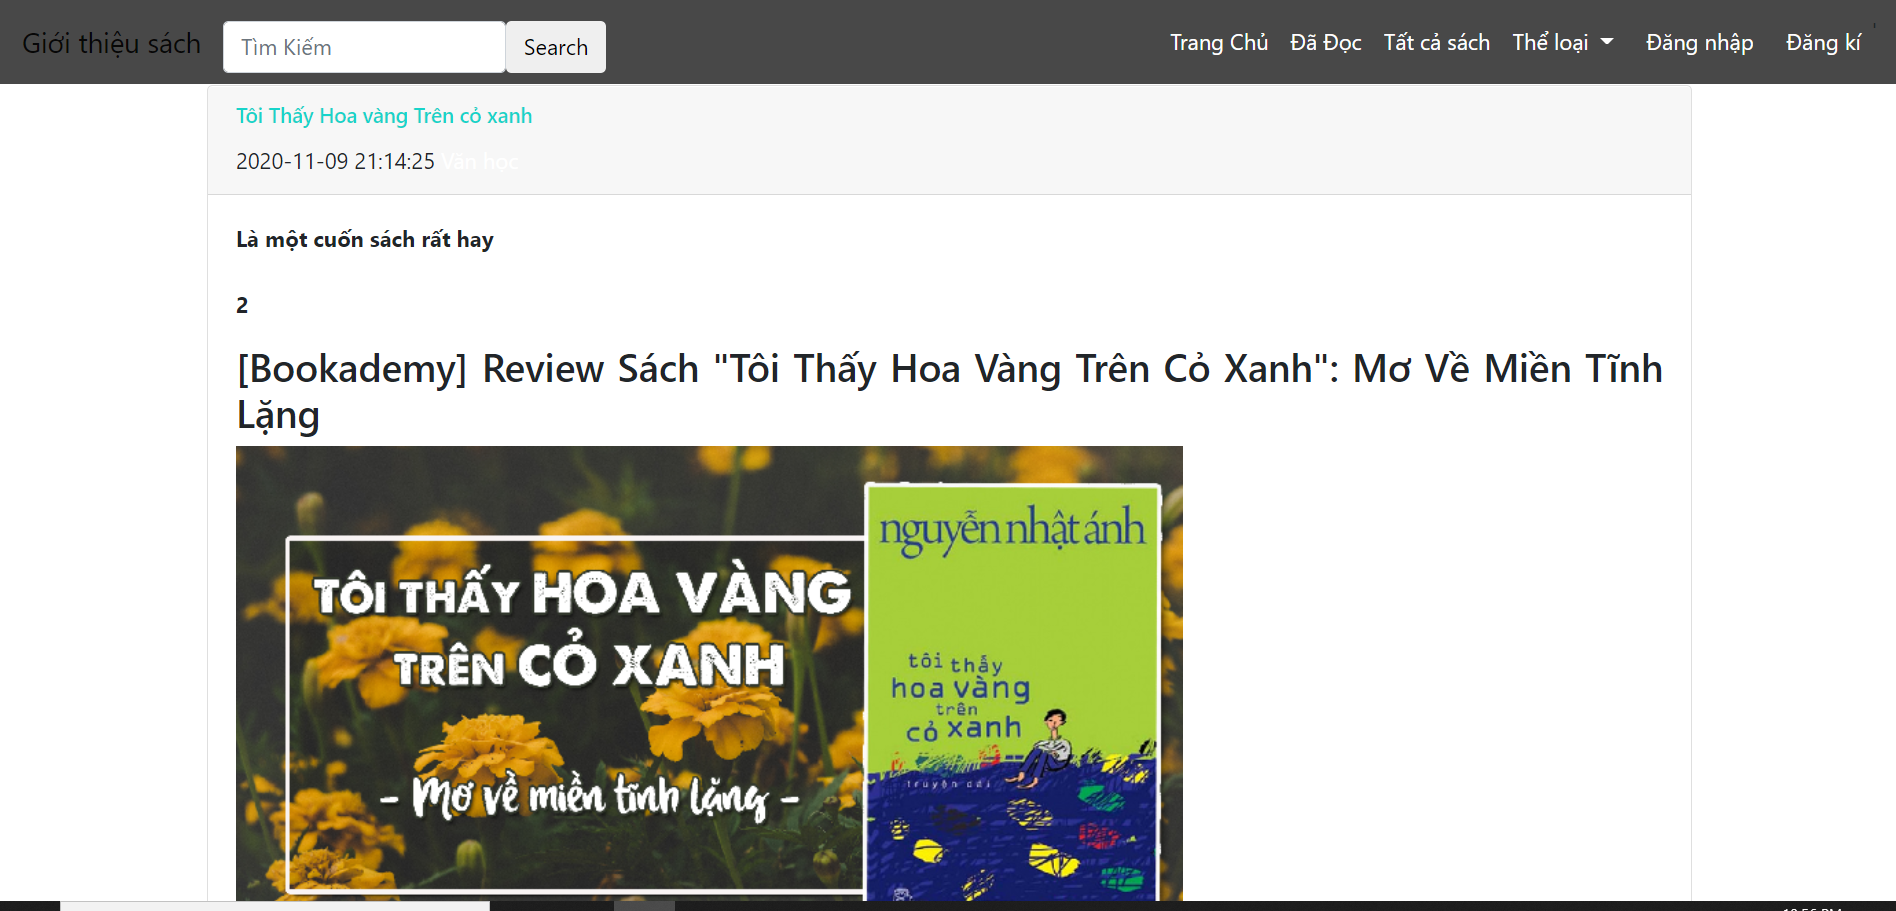 Giới thiệu sách
Tìm Kiếm
Search
Trang Chủ
Đã Đọc
Tất cả sách
Thể loại
Đăng nhập
Đăng kí
Tôi Thấy Hoa vàng Trên cỏ xanh
2020-11-09 21:14:25 Văn học
Là một cuốn sách rất hay
2
[Bookademy] Review Sách "Tôi Thấy Hoa Vàng Trên Cỏ Xanh": Mơ Về Miền Tĩnh
Lặng
TÔI THẤY HOA VÀNG
TRÊN CỎ XANH
- Mơ về miền tĩnh lặng -
nguyễn nhật ánh
tôi thấy
hoa vàng
trên
cỏ xanh
truyện dài